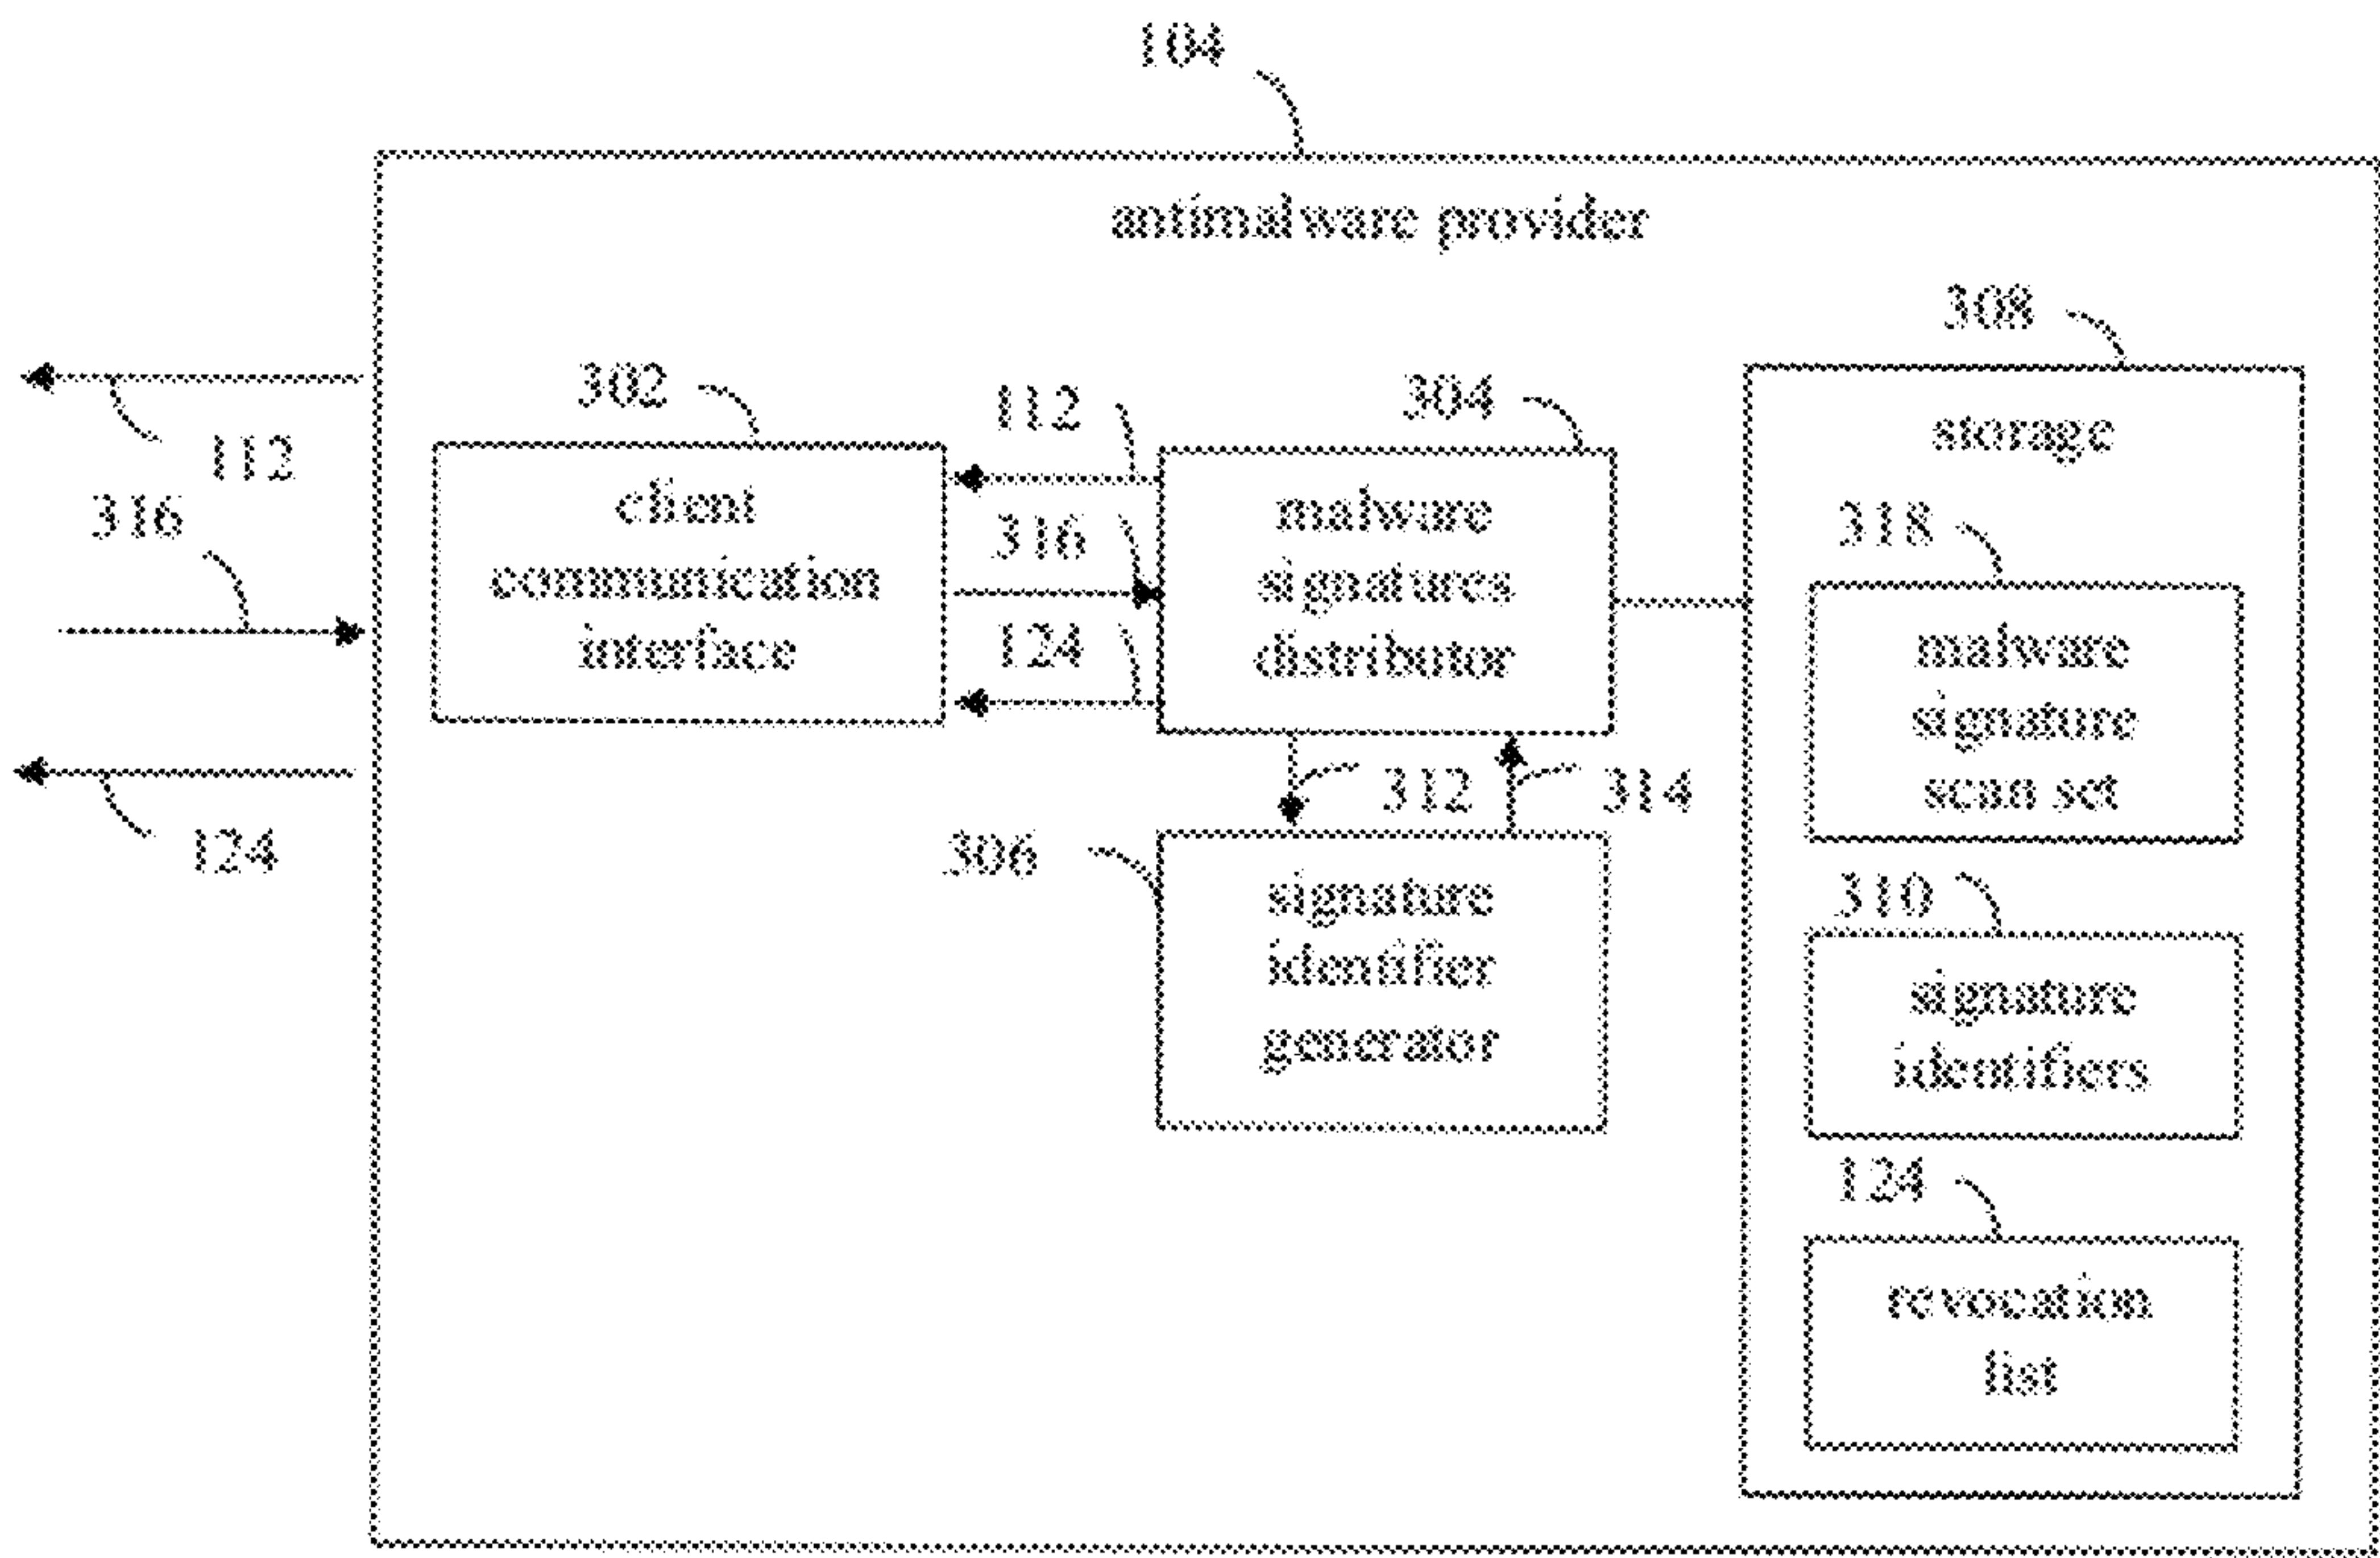 104
antimalware provider
308
302
112
304
storage
112
316
client
communication
interface
316
124
malware
signatures
distributor
318
malware
signature
scan set
124
312
314
306
signature
identifier
generator
310
signature
identifiers
124
revocation
list